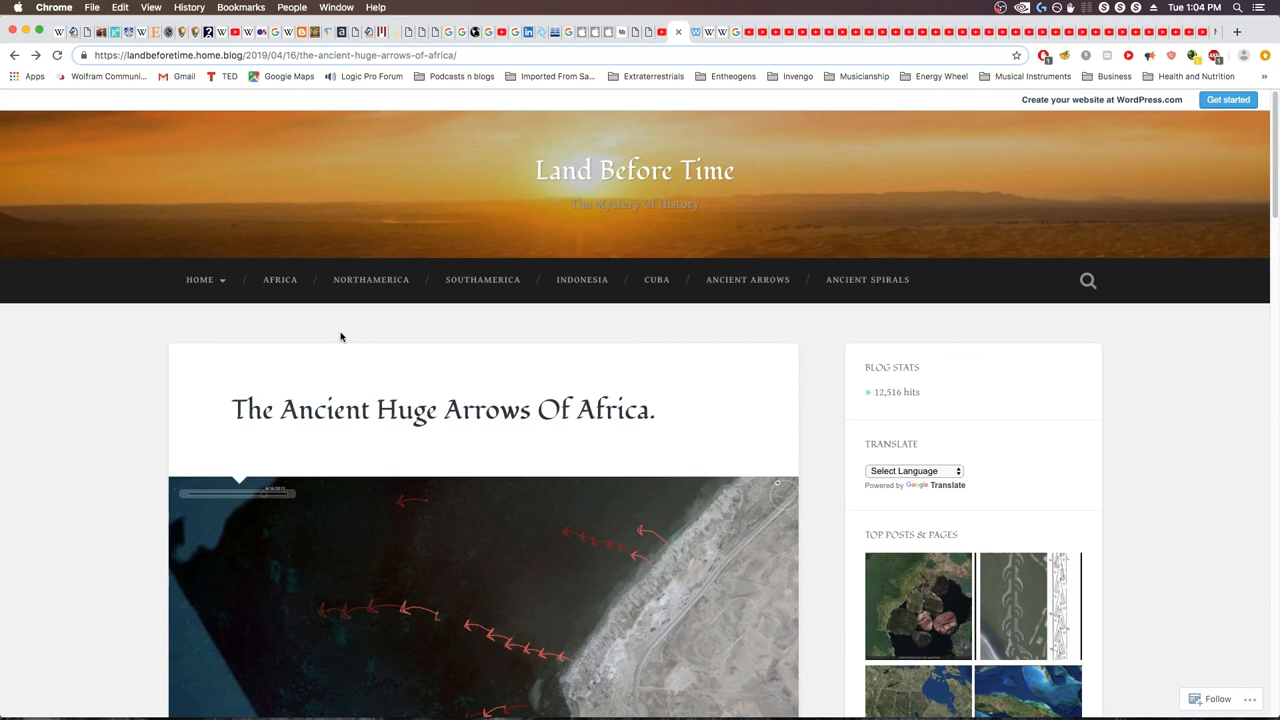 Chrome File Edit View History Bookmarks People Window Help
Tue 1:04 PM
https://landbeforetime.home.blog/2019/04/16/the-ancient-huge-arrows-of-africa/
Apps Wolfram Communi... Gmail TED Google Maps Logic Pro Forum Podcasts n blogs Imported From Sa... Extraterrestrials Entheogens Invengo Musicianship Energy Wheel Musical Instruments Business Health and Nutrition »
Create your website at WordPress.com Get started
Land Before Time
The Mystery Of History
HOME / AFRICA / NORTHAMERICA / SOUTHAMERICA / INDONESIA / CUBA / ANCIENT ARROWS / ANCIENT SPIRALS
The Ancient Huge Arrows Of Africa.
BLOG STATS
» 12,516 hits
TRANSLATE
Select Language
Powered by Google Translate
TOP POSTS & PAGES
Follow ...